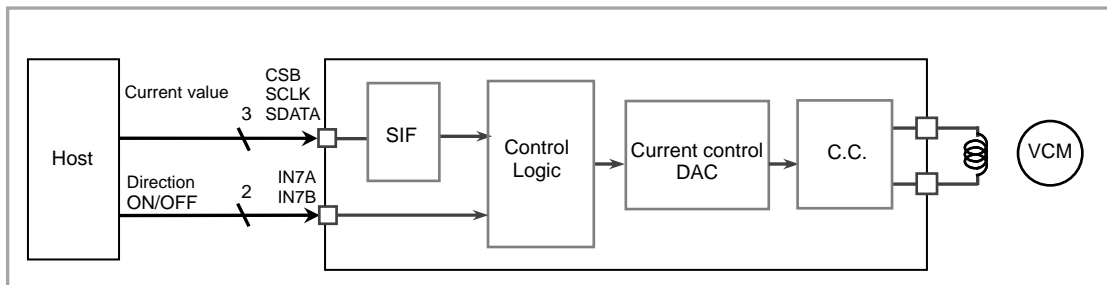 Host
Current value
3
CSB
SCLK
SDATA
Direction
ON/OFF
2
IN7A
IN7B
SIF
Control
Logic
Current control
DAC
C.C.
VCM